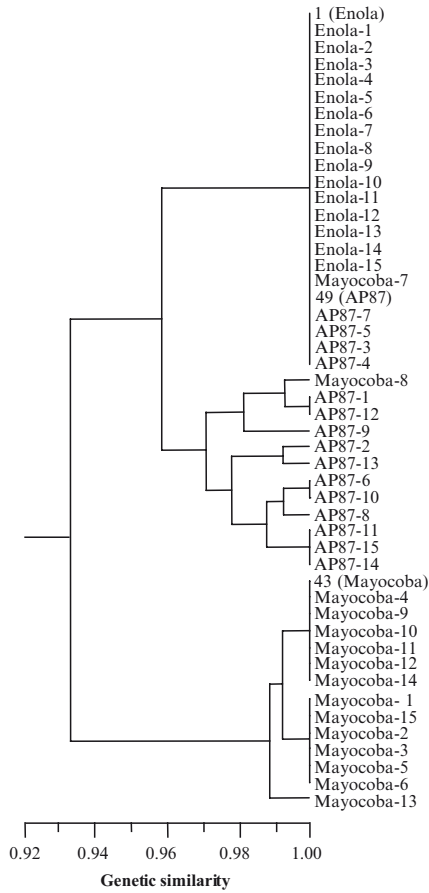 1 (Enola)
Enola-1
Enola-2
Enola-3
Enola-4
Enola-5
Enola-6
Enola-7
Enola-8
Enola-9
Enola-10
Enola-11
Enola-12
Enola-13
Enola-14
Enola-15
Mayocoba-7
49 (AP87)
AP87-7
AP87-5
AP87-3
AP87-4
Mayocoba-8
AP87-1
AP87-12
AP87-9
AP87-2
AP87-13
AP87-6
AP87-10
AP87-8
AP87-11
AP87-15
AP87-14
43 (Mayocoba)
Mayocoba-4
Mayocoba-9
Mayocoba-10
Mayocoba-11
Mayocoba-12
Mayocoba-14
Mayocoba- 1
Mayocoba-15
Mayocoba-2
Mayocoba-3
Mayocoba-5
Mayocoba-6
Mayocoba-13
0.92 0.94 0.96 0.98 1.00
Genetic similarity